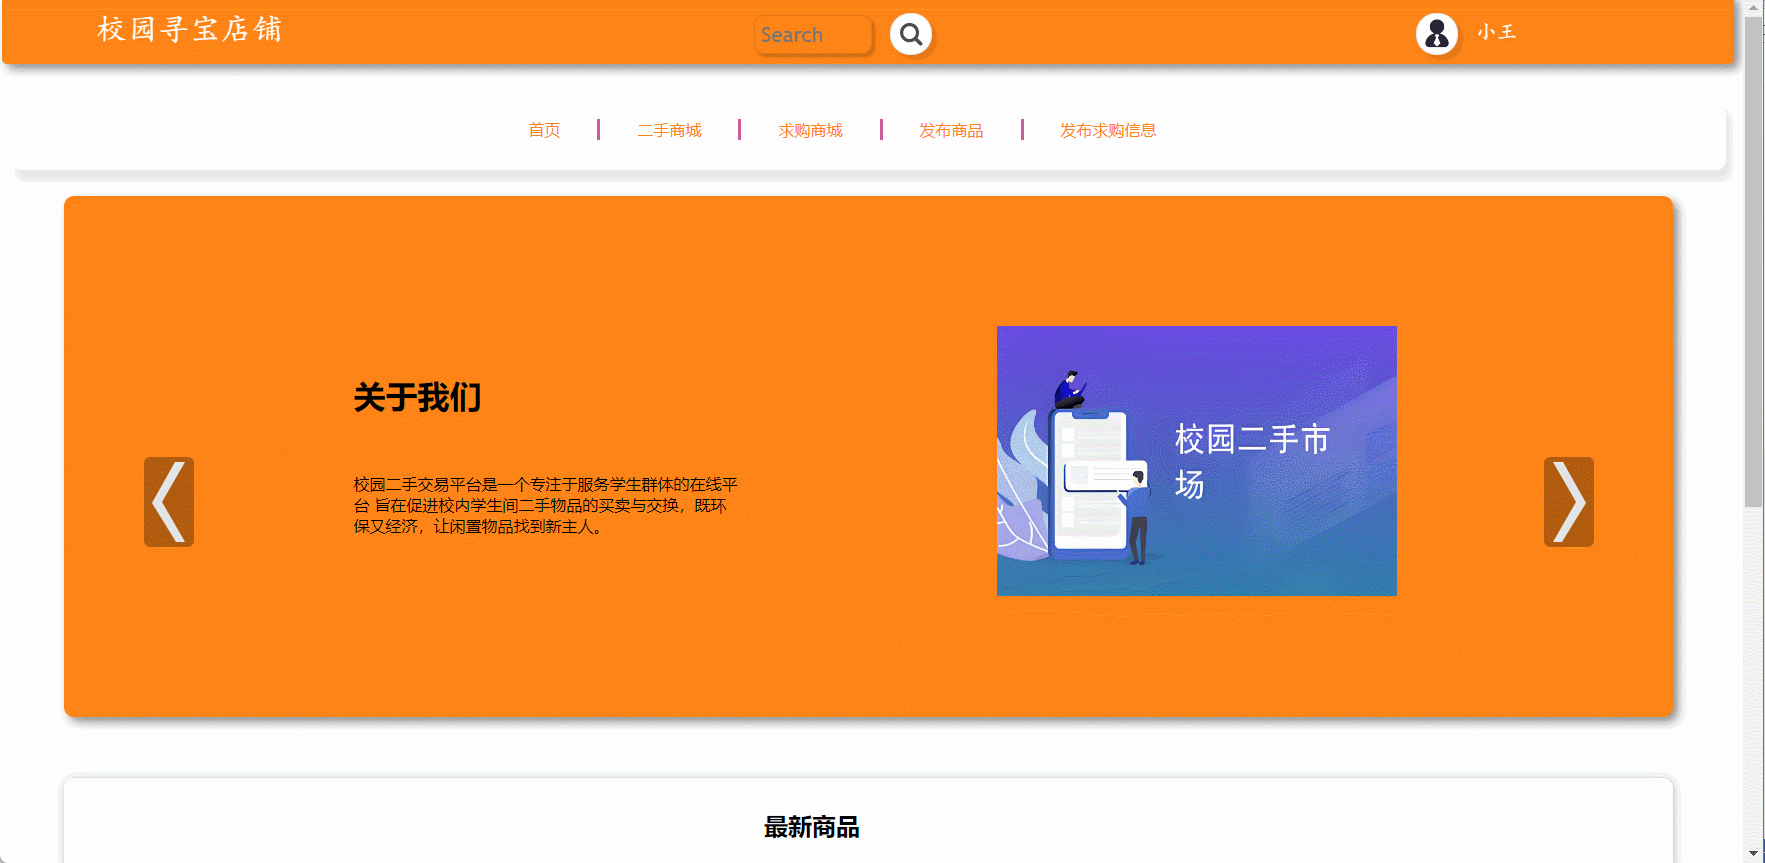 校园寻宝店铺
Search
小王
首页
二手商城
求购商城
发布商品
发布求购信息
关于我们
校园二手交易平台是一个专注于服务学生群体的在线平
台 旨在促进校内学生间二手物品的买卖与交换，既环
保又经济，让闲置物品找到新主人。
校园二手市
场
最新商品